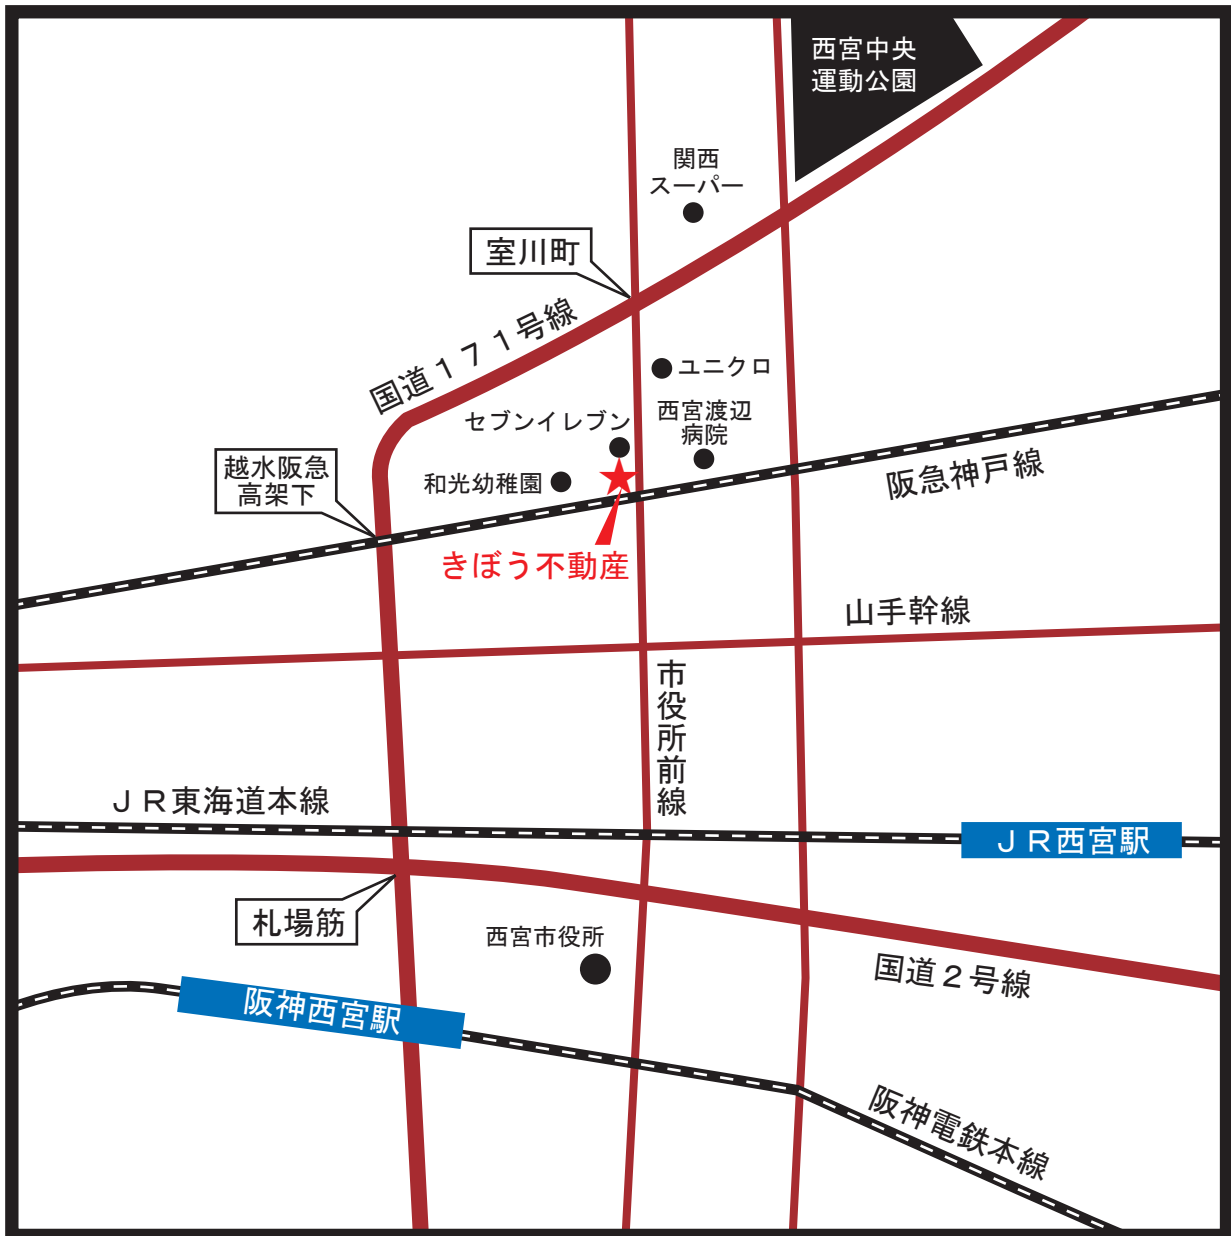 西宮中央
運動公園
関西
スーパー
室川町
国道１７１号線
ユニクロ
セブンイレブン
西宮渡辺
病院
越水阪急
高架下
和光幼稚園
阪急神戸線
きぼう不動産
山手幹線
市役所前線
ＪＲ東海道本線
ＪＲ西宮駅
札場筋
西宮市役所
国道２号線
阪神西宮駅
阪神電鉄本線